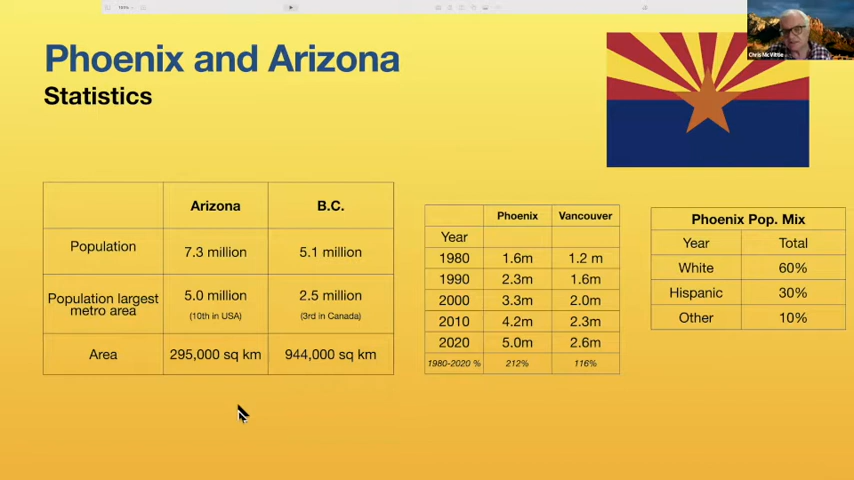 100%
Chris McVittie
Phoenix and Arizona
Statistics
Arizona B.C.
Population 7.3 million 5.1 million
Population largest metro area 5.0 million (10th in USA) 2.5 million (3rd in Canada)
Area 295,000 sq km 944,000 sq km
Phoenix Vancouver
Year
1980 1.6m 1.2 m
1990 2.3m 1.6m
2000 3.3m 2.0m
2010 4.2m 2.3m
2020 5.0m 2.6m
1980-2020 % 212% 116%
Phoenix Pop. Mix
Year Total
White 60%
Hispanic 30%
Other 10%